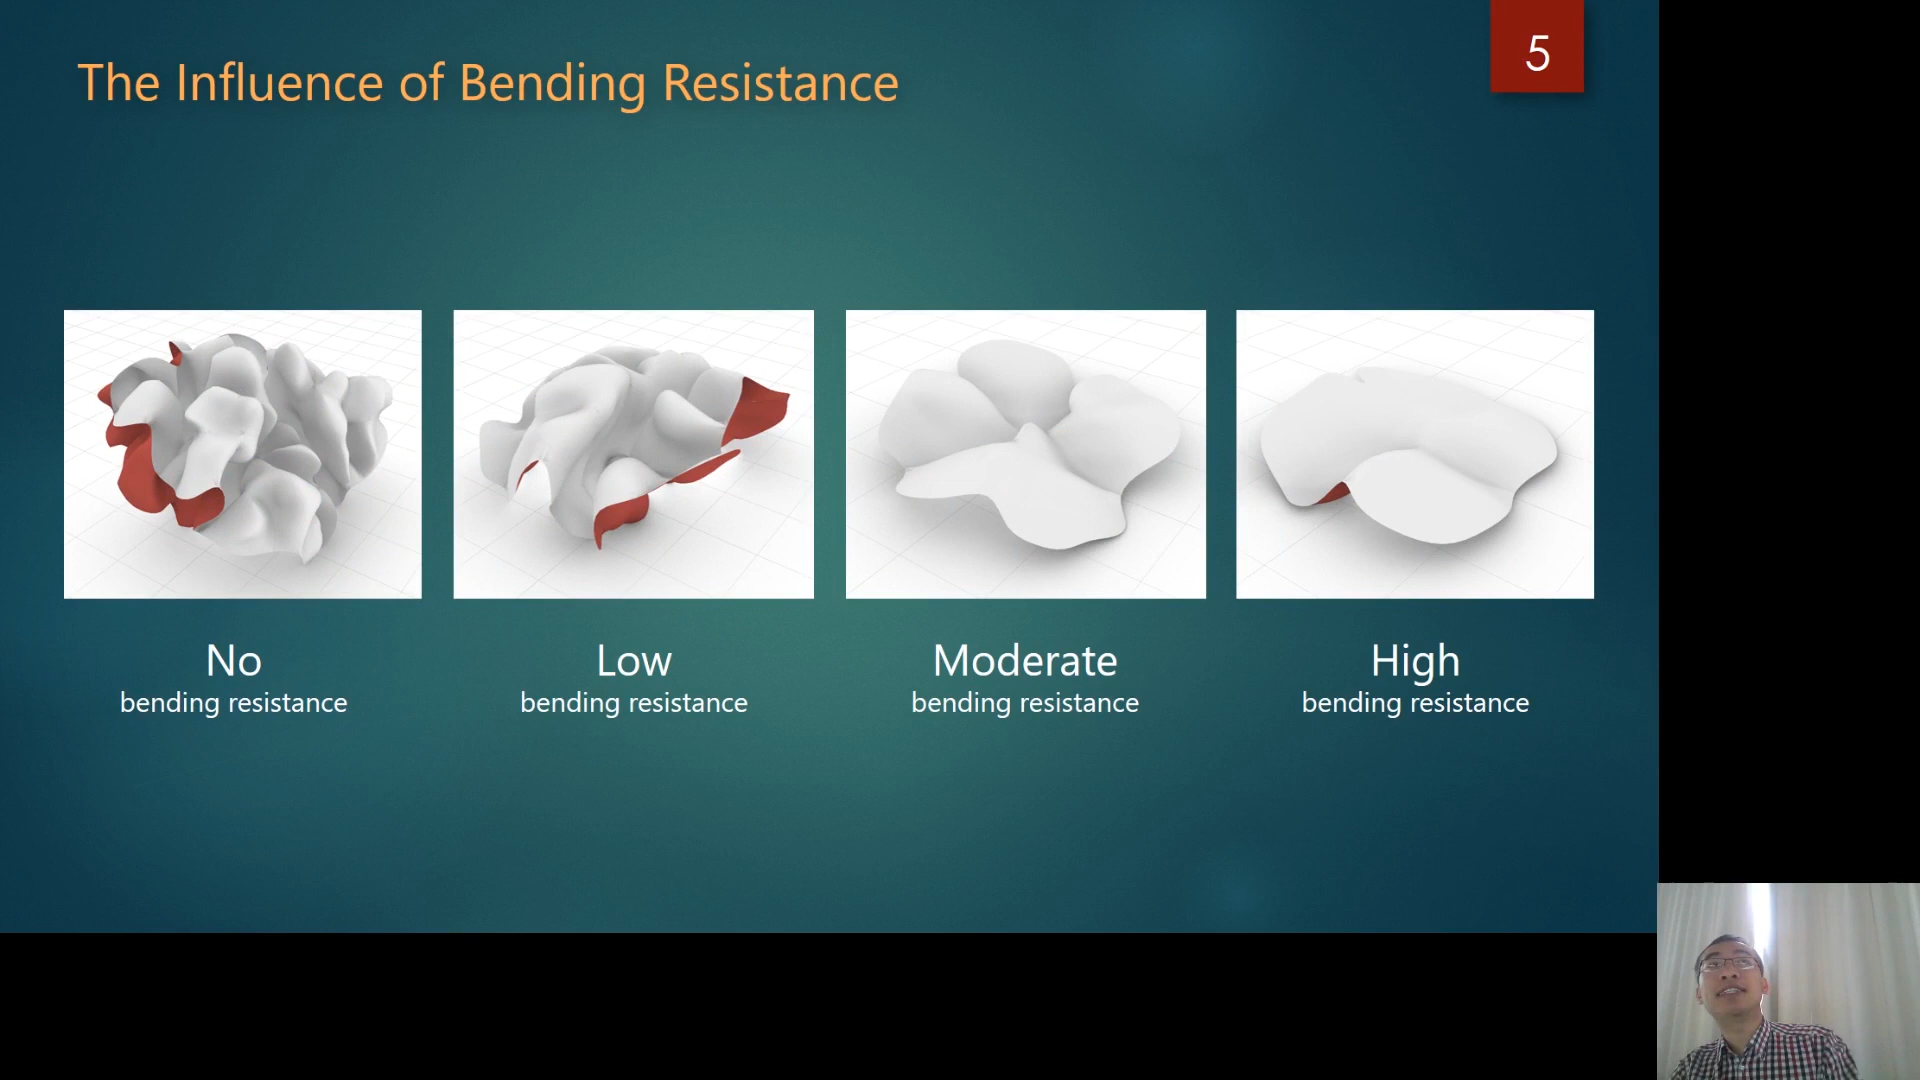 The Influence of Bending Resistance
5
No
bending resistance
Low
bending resistance
Moderate
bending resistance
High
bending resistance